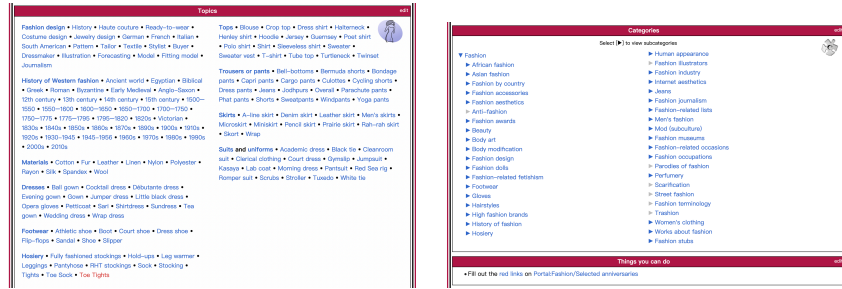 Topics
edit
Fashion design • History • Haute couture • Ready-to-wear •
Costume design • Jewelry design • German • French • Italian •
South American • Pattern • Tailor • Textile • Stylist • Buyer •
Dressmaker • Illustration • Forecasting • Model • Fitting model •
Journalism
History of Western fashion • Ancient world • Egyptian • Biblical
• Greek • Roman • Byzantine • Early Medieval • Anglo-Saxon •
12th century • 13th century • 14th century • 15th century • 1500–
1550 • 1550–1600 • 1600–1650 • 1650–1700 • 1700–1750 •
1750–1775 • 1775–1795 • 1795–1820 • 1820s • Victorian •
1830s • 1840s • 1850s • 1860s • 1870s • 1880s • 1890s • 1900s • 1910s •
1920s • 1930–1945 • 1945–1956 • 1960s • 1970s • 1980s • 1990s
• 2000s • 2010s
Materials • Cotton • Fur • Leather • Linen • Nylon • Polyester •
Rayon • Silk • Spandex • Wool
Dresses • Ball gown • Cocktail dress • Débutante dress •
Evening gown • Gown • Jumper dress • Little black dress •
Opera gloves • Petticoat • Sari • Shirtdress • Sundress • Tea
gown • Wedding dress • Wrap dress
Footwear • Athletic shoe • Boot • Court shoe • Dress shoe •
Flip-flops • Sandal • Shoe • Slipper
Hosiery • Fully fashioned stockings • Hold-ups • Leg warmer •
Leggings • Pantyhose • RHT stockings • Sock • Stocking •
Tights • Toe Sock • Toe Tights
Tops • Blouse • Crop top • Dress shirt • Halterneck •
Henley shirt • Hoodie • Jersey • Guernsey • Poet shirt
• Polo shirt • Shirt • Sleeveless shirt • Sweater •
Sweater vest • T-shirt • Tube top • Turtleneck • Twinset
Trousers or pants • Bell-bottoms • Bermuda shorts • Bondage
pants • Capri pants • Cargo pants • Culottes • Cycling shorts •
Dress pants • Jeans • Jodhpurs • Overall • Parachute pants •
Phat pants • Shorts • Sweatpants • Windpants • Yoga pants
Skirts • A-line skirt • Denim skirt • Leather skirt • Men's skirts •
Microskirt • Miniskirt • Pencil skirt • Prairie skirt • Rah-rah skirt
• Skort • Wrap
Suits and uniforms • Academic dress • Black tie • Cleanroom
suit • Clerical clothing • Court dress • Gymslip • Jumpsuit •
Kasaya • Lab coat • Morning dress • Pantsuit • Red Sea rig •
Romper suit • Scrubs • Stroller • Tuxedo • White tie
Categories
edit
Select [►] to view subcategories
▼ Fashion
► African fashion
► Asian fashion
► Fashion by country
► Fashion accessories
► Fashion aesthetics
► Anti-fashion
► Fashion awards
► Beauty
► Body art
► Body modification
► Fashion design
► Fashion dolls
► Fashion-related fetishism
► Footwear
► Gloves
► Hairstyles
► High fashion brands
► History of fashion
► Hosiery
► Human appearance
► Fashion illustrators
► Fashion industry
► Internet aesthetics
► Jeans
► Fashion journalism
► Fashion-related lists
► Men's fashion
► Mod (subculture)
► Fashion museums
► Fashion-related occasions
► Fashion occupations
► Parodies of fashion
► Perfumery
► Scarification
► Street fashion
► Fashion terminology
► Trashion
► Women's clothing
► Works about fashion
► Fashion stubs
Things you can do
edit
• Fill out the red links on Portal:Fashion/Selected anniversaries